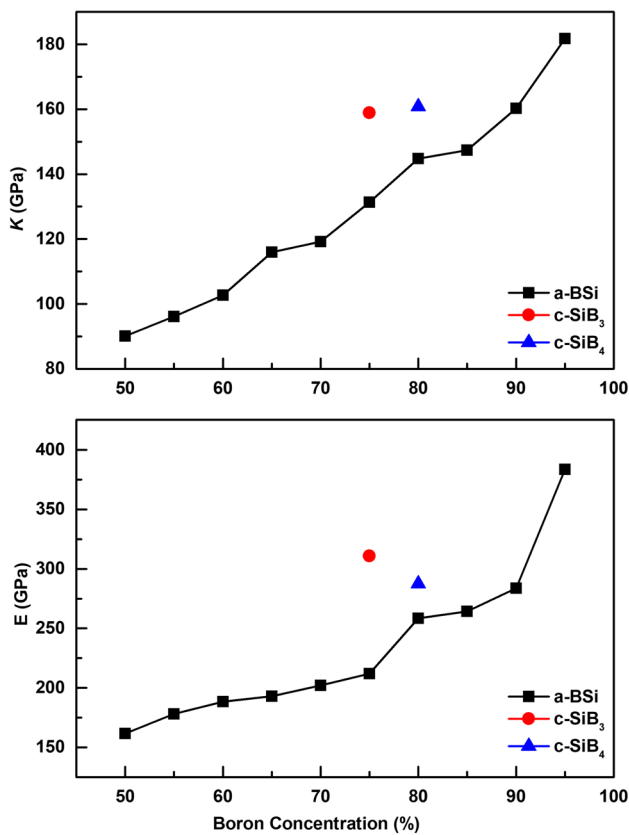 180
160
140
120
100
80
K (GPa)
a-BSi
c-SiB₃
c-SiB₄
50 60 70 80 90 100
400
350
300
250
200
150
E (GPa)
a-BSi
c-SiB₃
c-SiB₄
50 60 70 80 90 100
Boron Concentration (%)